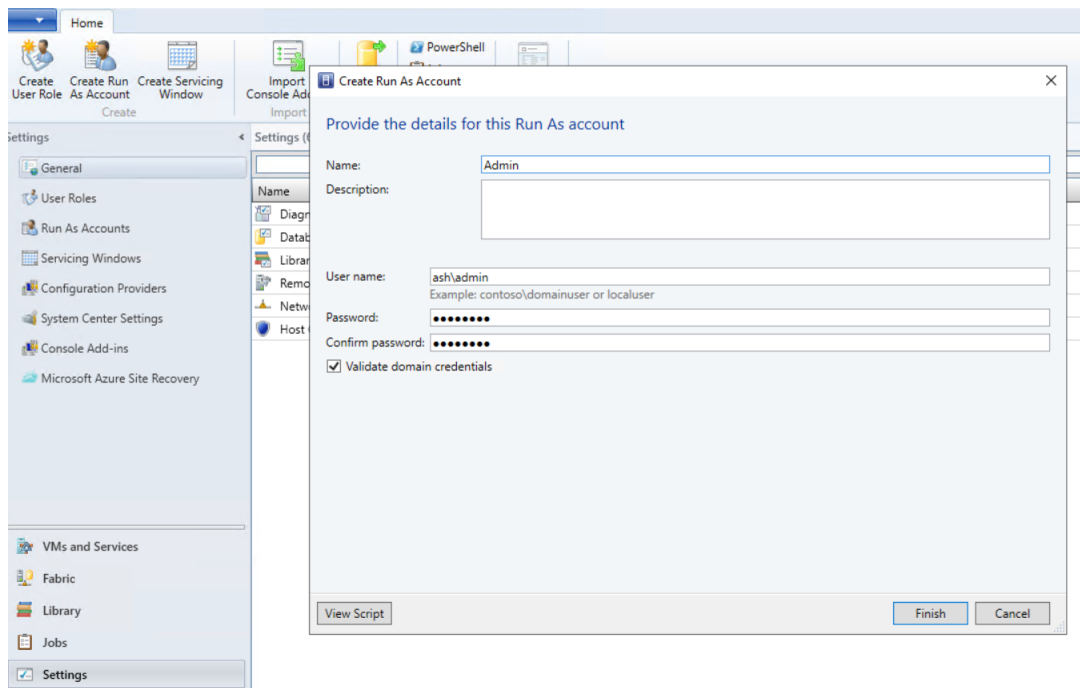 Home
PowerShell
Create User Role
Create Run As Account
Create Servicing Window
Import Console Ad
Create
Import
Settings
Settings (
General
User Roles
Run As Accounts
Servicing Windows
Configuration Providers
System Center Settings
Console Add-ins
Microsoft Azure Site Recovery
Name
Diagn
Datab
Librar
Remo
Netw
Host
Create Run As Account
Provide the details for this Run As account
Name: Admin
Description:
User name: ash\admin
Example: contoso\domainuser or localuser
Password: ●●●●●●●●
Confirm password: ●●●●●●●●
Validate domain credentials
View Script
Finish
Cancel
VMs and Services
Fabric
Library
Jobs
Settings